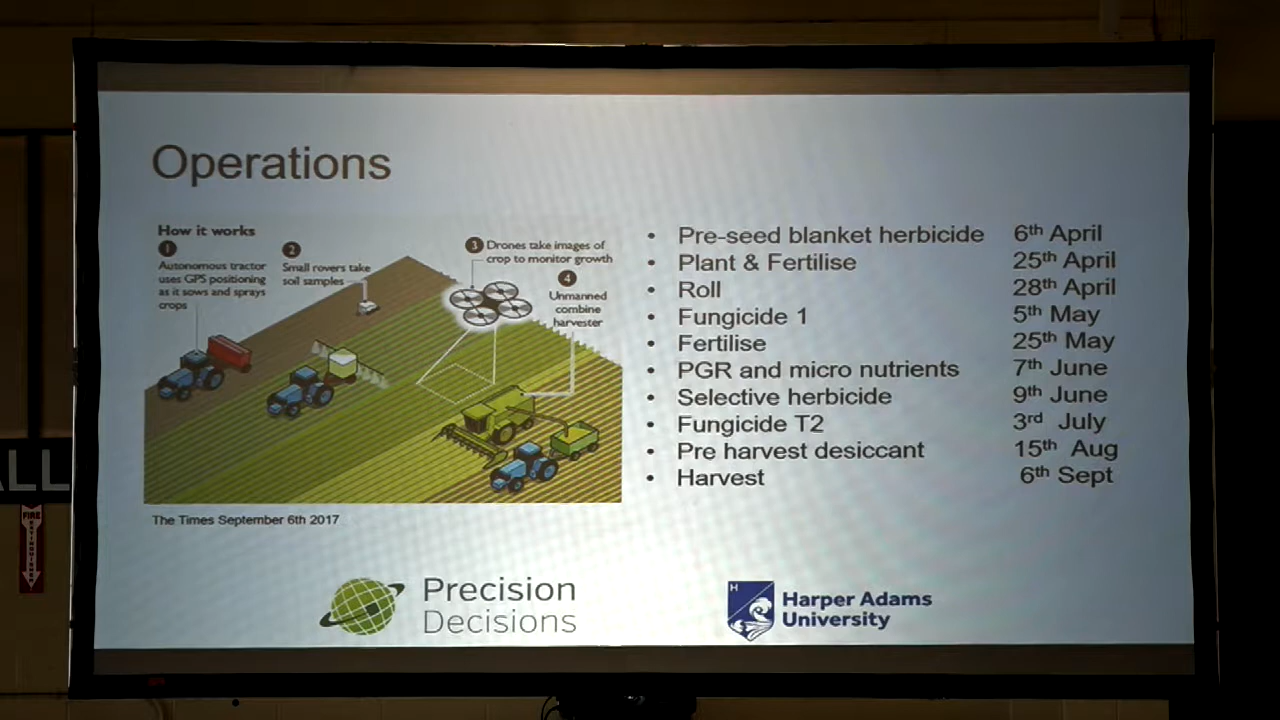 Operations
How it works
1
Autonomous tractor
uses GPS positioning
as it sows and sprays
crops
2
Small rovers take
soil samples
3
Drones take images of
crop to monitor growth
4
Unmanned
combine
harvester
The Times September 6th 2017
• Pre-seed blanket herbicide 6th April
• Plant & Fertilise 25th April
• Roll 28th April
• Fungicide 1 5th May
• Fertilise 25th May
• PGR and micro nutrients 7th June
• Selective herbicide 9th June
• Fungicide T2 3rd July
• Pre harvest desiccant 15th Aug
• Harvest 6th Sept
Precision
Decisions
H
Harper Adams
University
ALL
FIRE
EXTINGUISHER